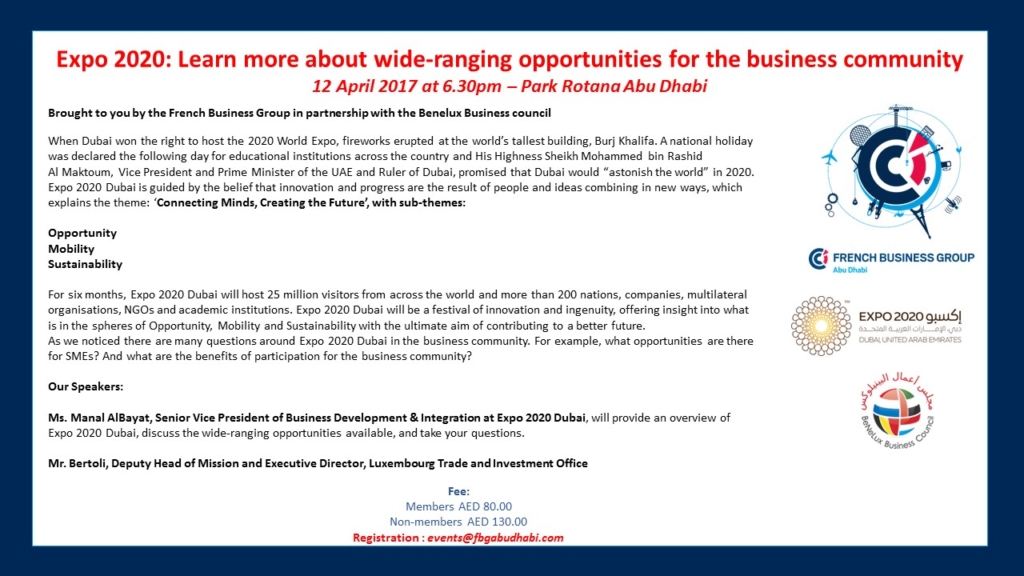 Expo 2020: Learn more about wide-ranging opportunities for the business community
12 April 2017 at 6.30pm – Park Rotana Abu Dhabi
Brought to you by the French Business Group in partnership with the Benelux Business council
When Dubai won the right to host the 2020 World Expo, fireworks erupted at the world's tallest building, Burj Khalifa. A national holiday
was declared the following day for educational institutions across the country and His Highness Sheikh Mohammed bin Rashid
Al Maktoum, Vice President and Prime Minister of the UAE and Ruler of Dubai, promised that Dubai would "astonish the world" in 2020.
Expo 2020 Dubai is guided by the belief that innovation and progress are the result of people and ideas combining in new ways, which
explains the theme: 'Connecting Minds, Creating the Future', with sub-themes:
Opportunity
Mobility
Sustainability
For six months, Expo 2020 Dubai will host 25 million visitors from across the world and more than 200 nations, companies, multilateral
organisations, NGOs and academic institutions. Expo 2020 Dubai will be a festival of innovation and ingenuity, offering insight into what
is in the spheres of Opportunity, Mobility and Sustainability with the ultimate aim of contributing to a better future.
As we noticed there are many questions around Expo 2020 Dubai in the business community. For example, what opportunities are there
for SMEs? And what are the benefits of participation for the business community?
Our Speakers:
Ms. Manal AlBayat, Senior Vice President of Business Development & Integration at Expo 2020 Dubai, will provide an overview of
Expo 2020 Dubai, discuss the wide-ranging opportunities available, and take your questions.
Mr. Bertoli, Deputy Head of Mission and Executive Director, Luxembourg Trade and Investment Office
Fee:
Members AED 80.00
Non-members AED 130.00
Registration : events@fbgabudhabi.com
FRENCH BUSINESS GROUP
Abu Dhabi
EXPO 2020 إكسبو
دبي، الإمارات العربية المتحدة
DUBAI, UNITED ARAB EMIRATES
مجلس أعمال البينيلوكس
BeNeLux Business Council